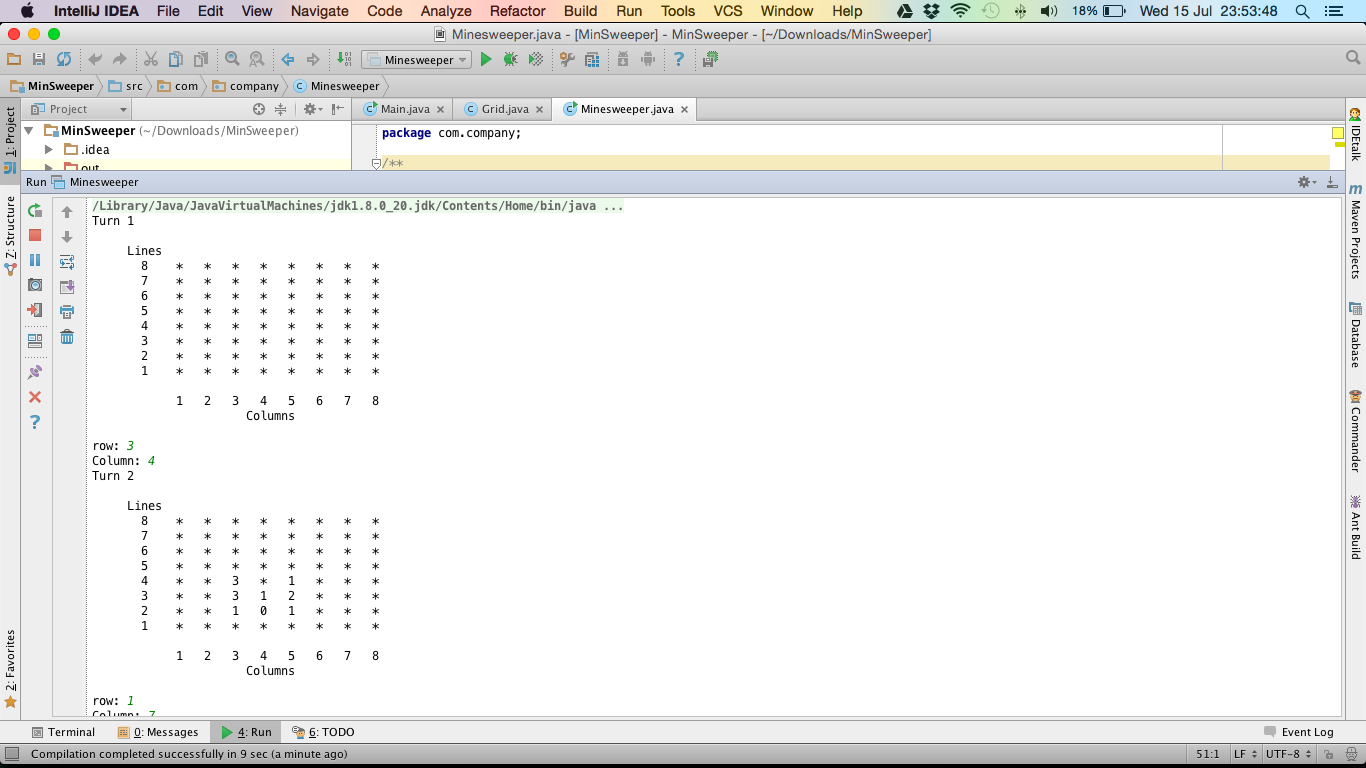 IntelliJ IDEA File Edit View Navigate Code Analyze Refactor Build Run Tools VCS Window Help 18% Wed 15 Jul 23:53:48
Minesweeper.java - [MinSweeper] - MinSweeper - [~/Downloads/MinSweeper]
Minesweeper
MinSweeper src com company Minesweeper
Project Main.java Grid.java Minesweeper.java
MinSweeper (~/Downloads/MinSweeper)
.idea
out
package com.company;
/**
Run Minesweeper
/Library/Java/JavaVirtualMachines/jdk1.8.0_20.jdk/Contents/Home/bin/java ...
Turn 1
Lines
8 * * * * * * * *
7 * * * * * * * *
6 * * * * * * * *
5 * * * * * * * *
4 * * * * * * * *
3 * * * * * * * *
2 * * * * * * * *
1 * * * * * * * *
1 2 3 4 5 6 7 8
Columns
row: 3
Column: 4
Turn 2
Lines
8 * * * * * * * *
7 * * * * * * * *
6 * * * * * * * *
5 * * * * * * * *
4 * * 3 * 1 * * *
3 * * 3 1 2 * * *
2 * * 1 0 1 * * *
1 * * * * * * * *
1 2 3 4 5 6 7 8
Columns
row: 1
Column: 7
1: Project
Z: Structure
2: Favorites
IDEtalk
Maven Projects
Database
Commander
Ant Build
Terminal 0: Messages 4: Run 6: TODO Event Log
Compilation completed successfully in 9 sec (a minute ago) 51:1 LF UTF-8